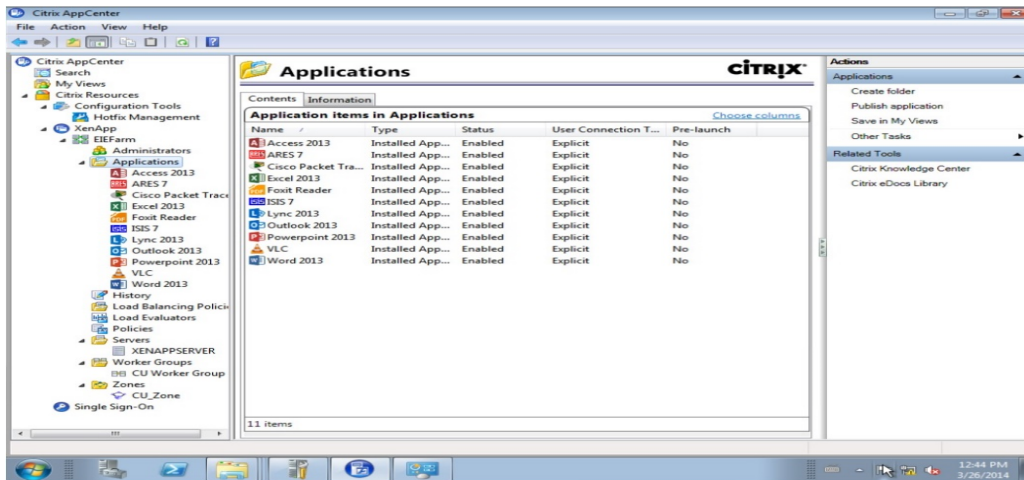 Citrix AppCenter
File Action View Help
Citrix AppCenter
Search
My Views
Citrix Resources
Configuration Tools
Hotfix Management
XenApp
EIEFarm
Administrators
Applications
Access 2013
ARES 7
Cisco Packet Trace
Excel 2013
Foxit Reader
ISIS 7
Lync 2013
Outlook 2013
Powerpoint 2013
VLC
Word 2013
History
Load Balancing Polici
Load Evaluators
Policies
Servers
XENAPPSERVER
Worker Groups
CU Worker Group
Zones
CU_Zone
Single Sign-On
Applications
CITRIX
Contents Information
Application items in Applications Choose columns
Name Type Status User Connection T... Pre-launch
Access 2013 Installed App... Enabled Explicit No
ARES 7 Installed App... Enabled Explicit No
Cisco Packet Tra... Installed App... Enabled Explicit No
Excel 2013 Installed App... Enabled Explicit No
Foxit Reader Installed App... Enabled Explicit No
ISIS 7 Installed App... Enabled Explicit No
Lync 2013 Installed App... Enabled Explicit No
Outlook 2013 Installed App... Enabled Explicit No
Powerpoint 2013 Installed App... Enabled Explicit No
VLC Installed App... Enabled Explicit No
Word 2013 Installed App... Enabled Explicit No
11 items
Actions
Applications
Create folder
Publish application
Save in My Views
Other Tasks
Related Tools
Citrix Knowledge Center
Citrix eDocs Library
12:44 PM
3/26/2014